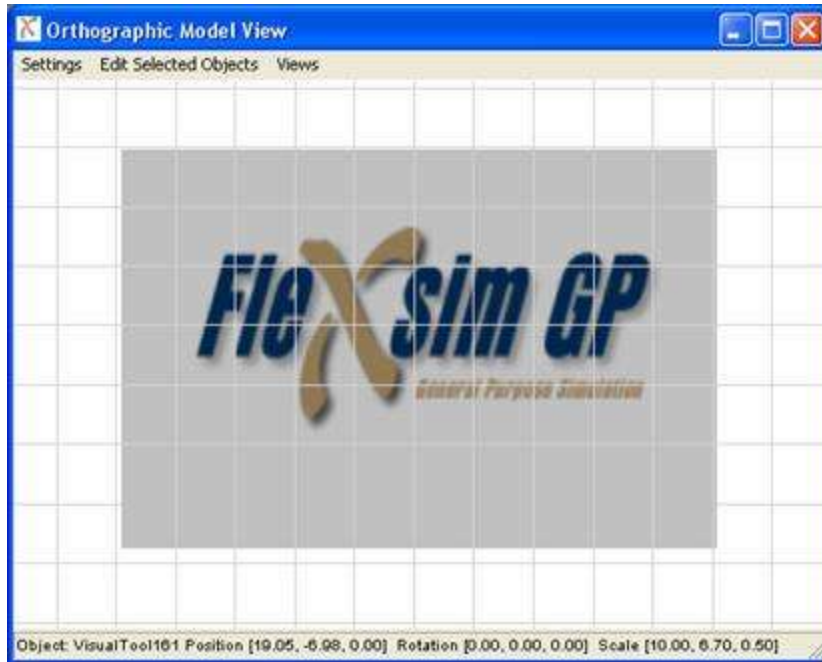 Orthographic Model View
Settings Edit Selected Objects Views
FleXsim GP
General Purpose Simulation
Object: VisualTool161 Position [19.05, -6.98, 0.00] Rotation [0.00, 0.00, 0.00] Scale [10.00, 6.70, 0.50]